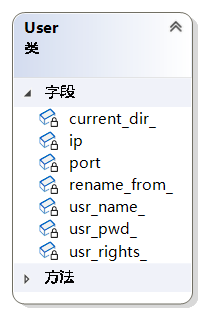 User
类
字段
current_dir_
ip
port
rename_from_
usr_name_
usr_pwd_
usr_rights_
方法